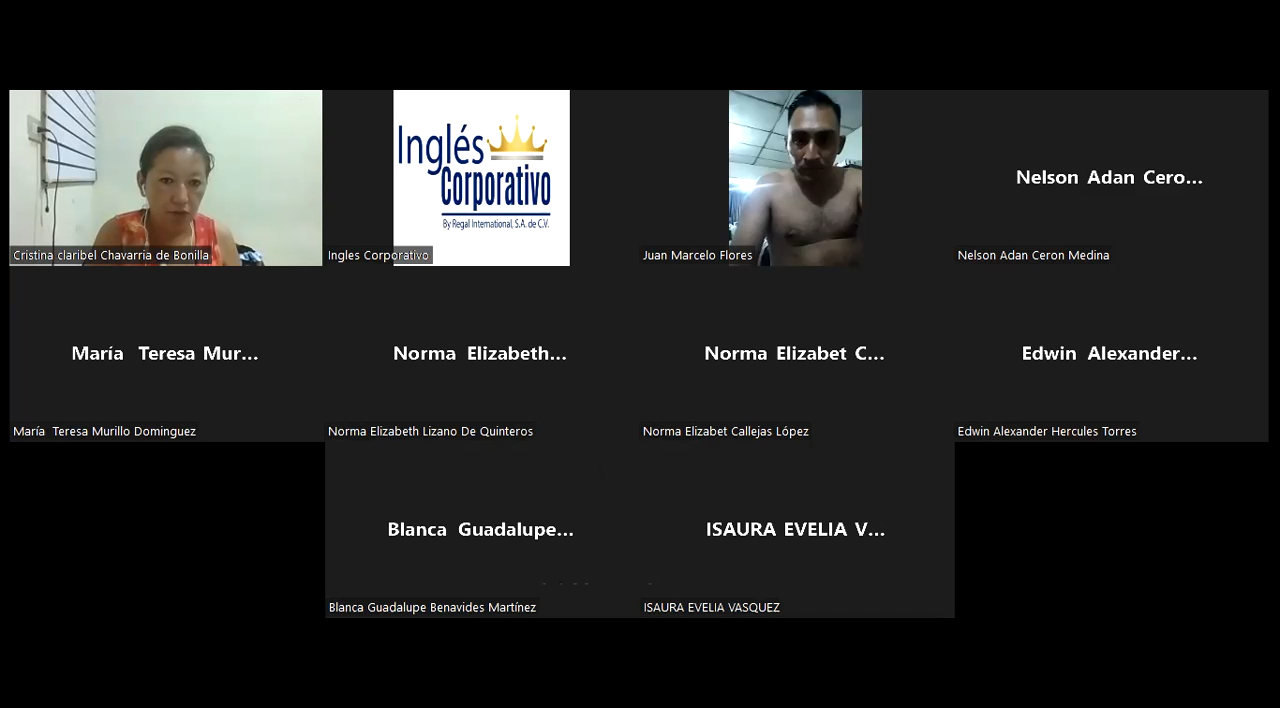 Inglés
Corporativo
By Regal International, S.A. de C.V.
Cristina claribel Chavarria de Bonilla
Ingles Corporativo
Juan Marcelo Flores
Nelson Adan Cero...
Nelson Adan Ceron Medina
María Teresa Mur...
María Teresa Murillo Dominguez
Norma Elizabeth...
Norma Elizabeth Lizano De Quinteros
Norma Elizabet C...
Norma Elizabet Callejas López
Edwin Alexander...
Edwin Alexander Hercules Torres
Blanca Guadalupe...
Blanca Guadalupe Benavides Martínez
ISAURA EVELIA V...
ISAURA EVELIA VASQUEZ